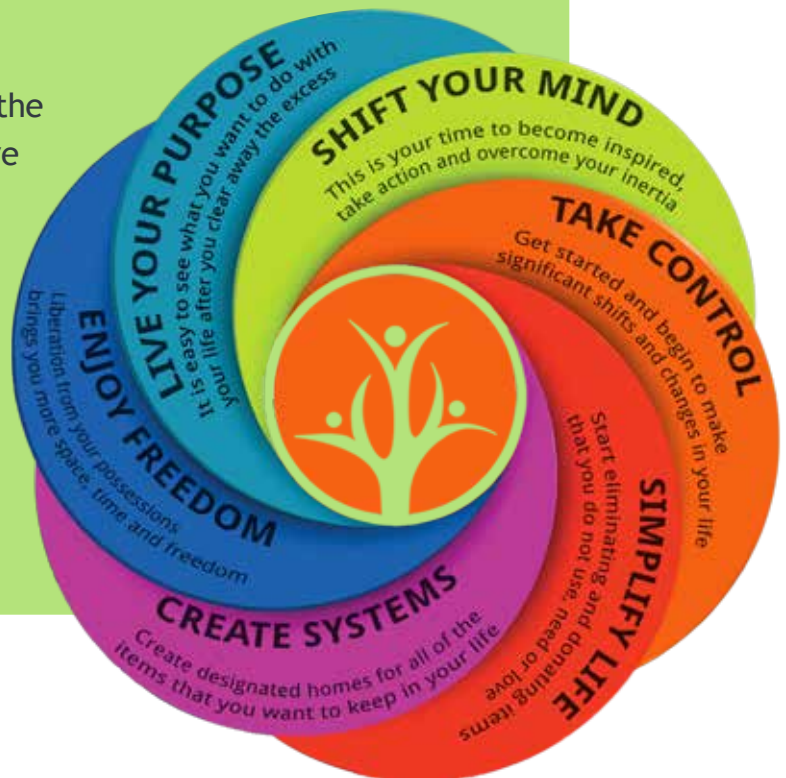 the
e
SHIFT YOUR MIND
This is your time to become inspired,
take action and overcome your inertia
TAKE CONTROL
Get started and begin to make
significant shifts and changes in your life
SIMPLIFY LIFE
Start eliminating and donating items
that you do not use, need or love
CREATE SYSTEMS
Create designated homes for all of the
items that you want to keep in your life
ENJOY FREEDOM
Liberation from your possessions
brings you more space, time and freedom
LIVE YOUR PURPOSE
It is easy to see what you want to do with
your life after you clear away the excess